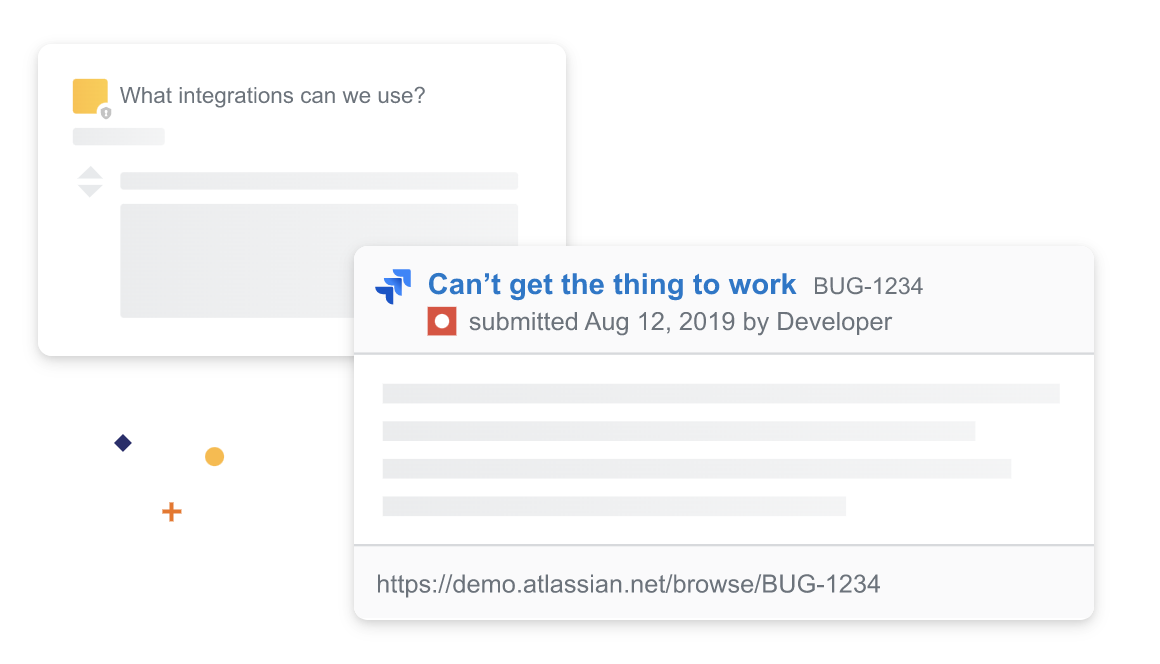 What integrations can we use?
Can’t get the thing to work BUG-1234
submitted Aug 12, 2019 by Developer
https://demo.atlassian.net/browse/BUG-1234